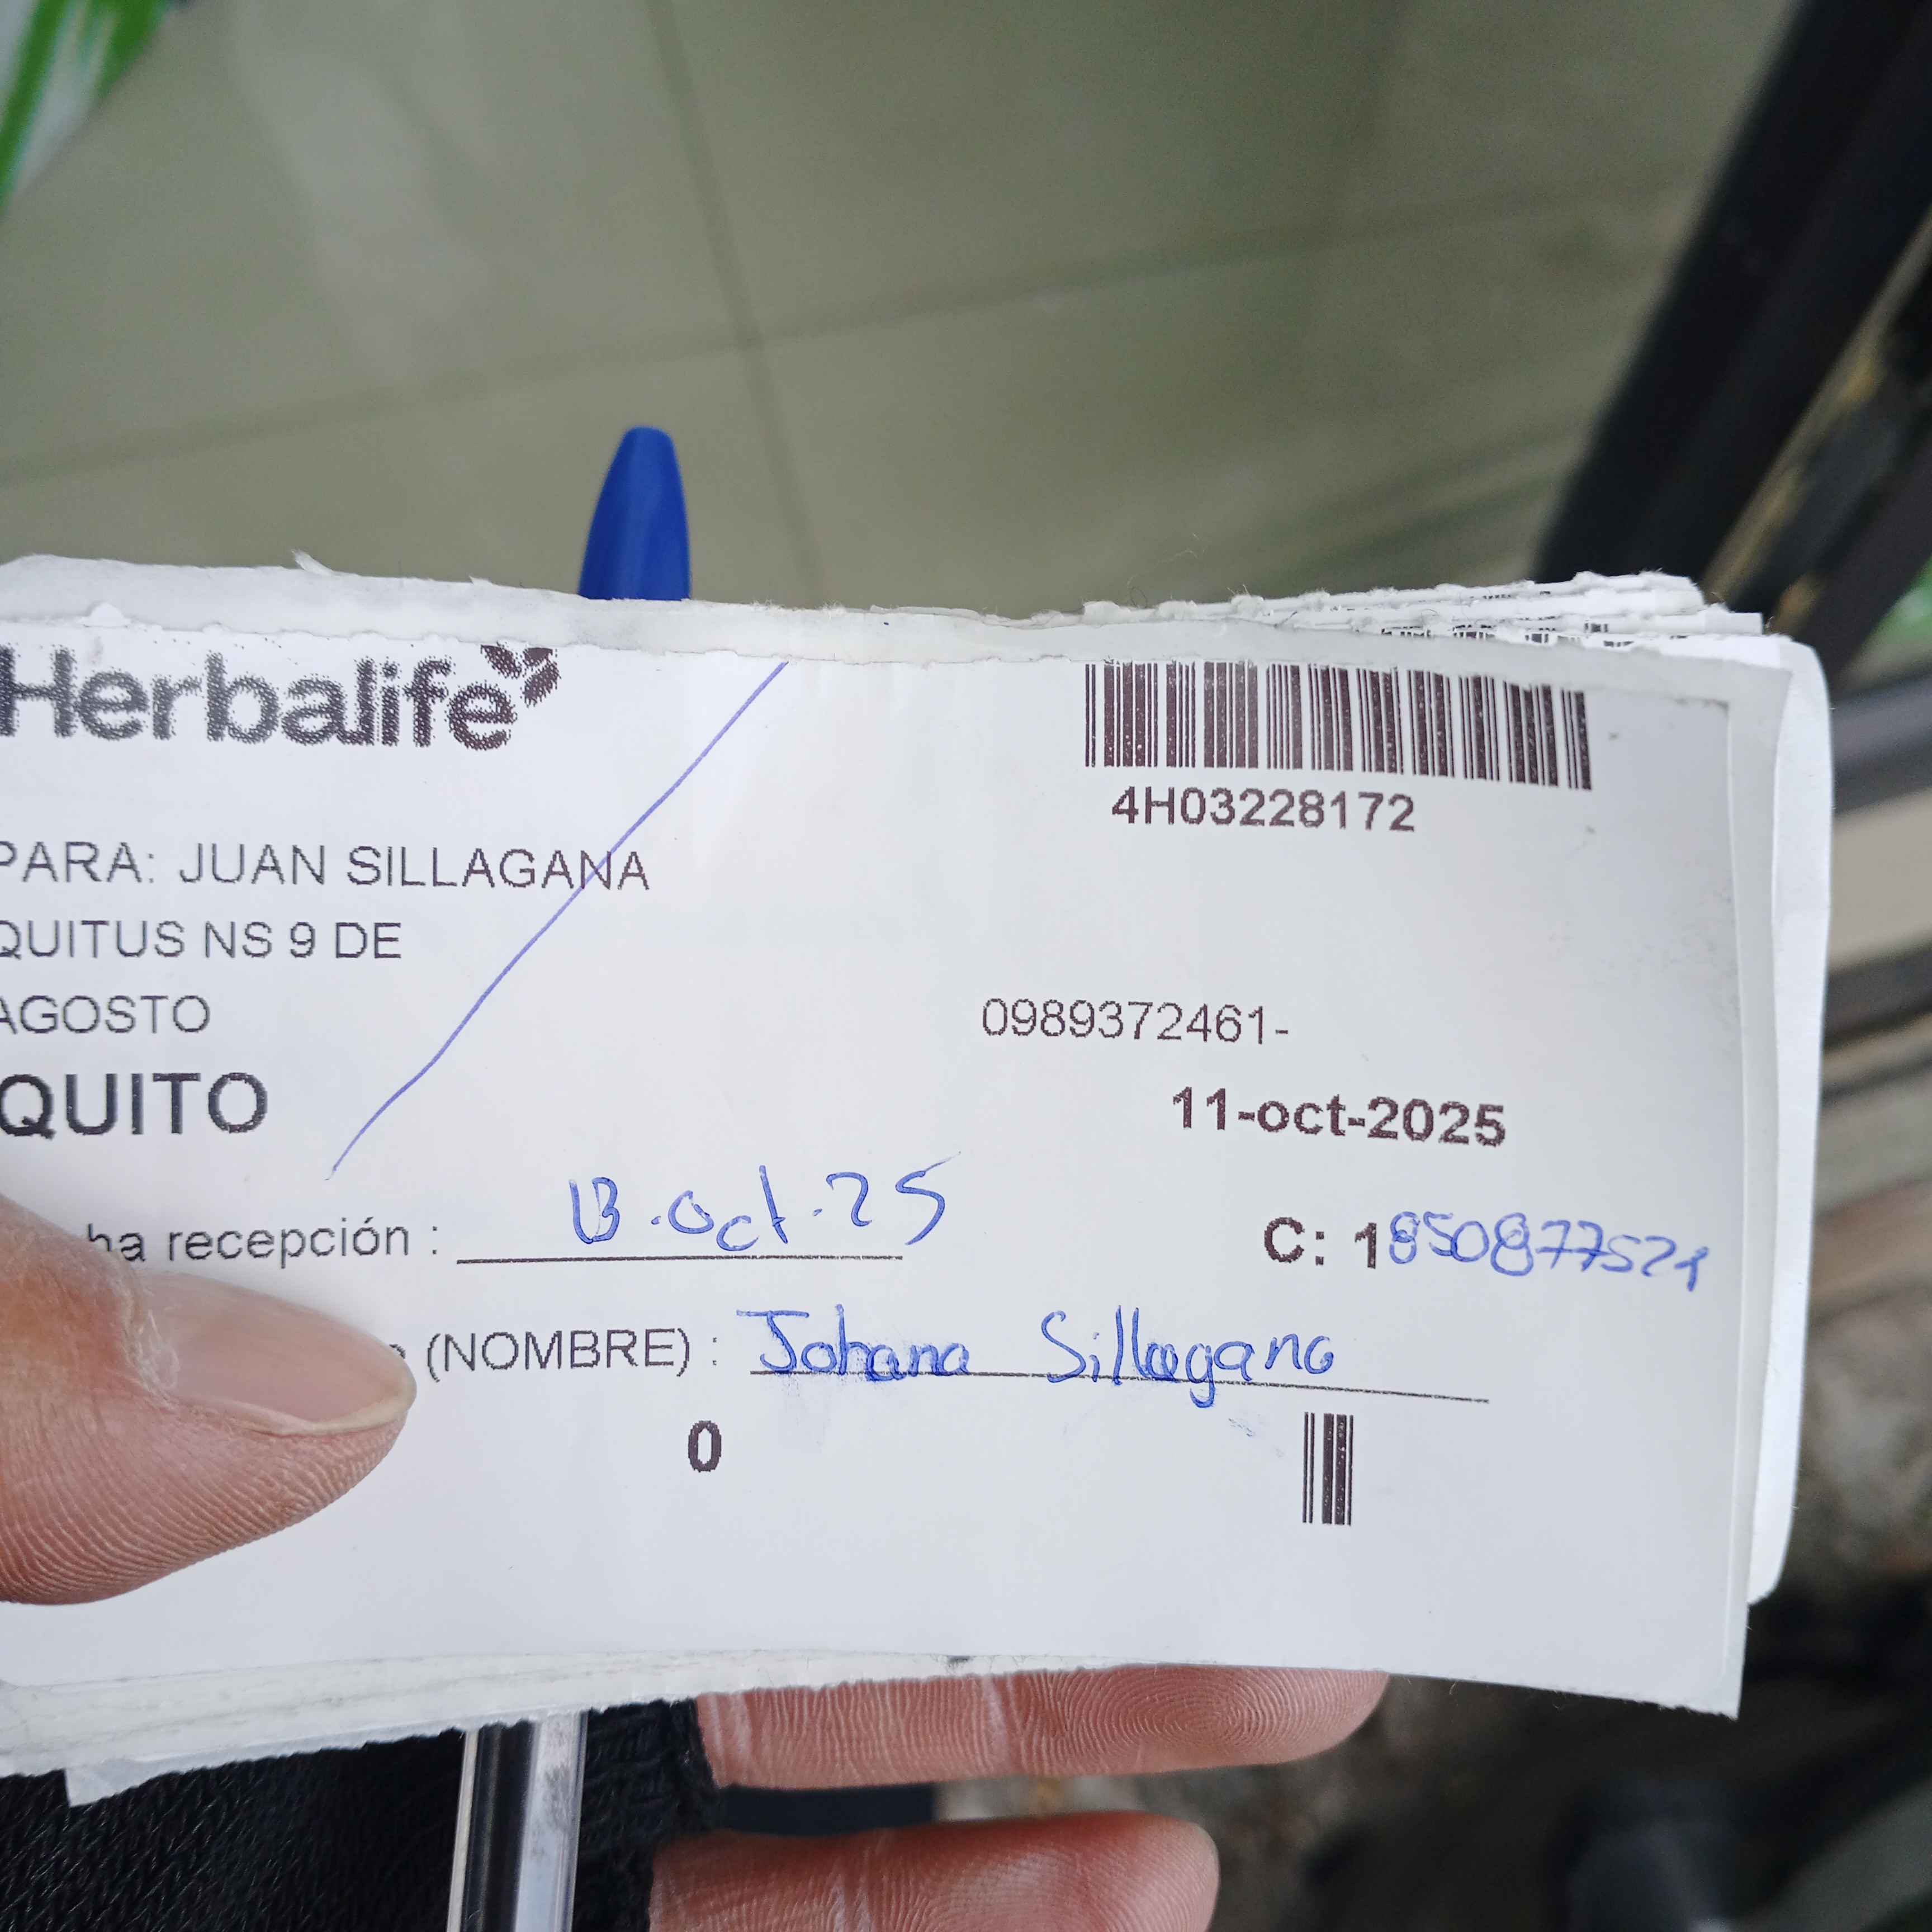 Herbalife
4H03228172
PARA: JUAN SILLAGANA
QUITUS NS 9 DE
AGOSTO
0989372461-
QUITO
11-oct-2025
ha recepción : 13.oct.25
C: 1850877521
(NOMBRE) : Johana Sillagana
0